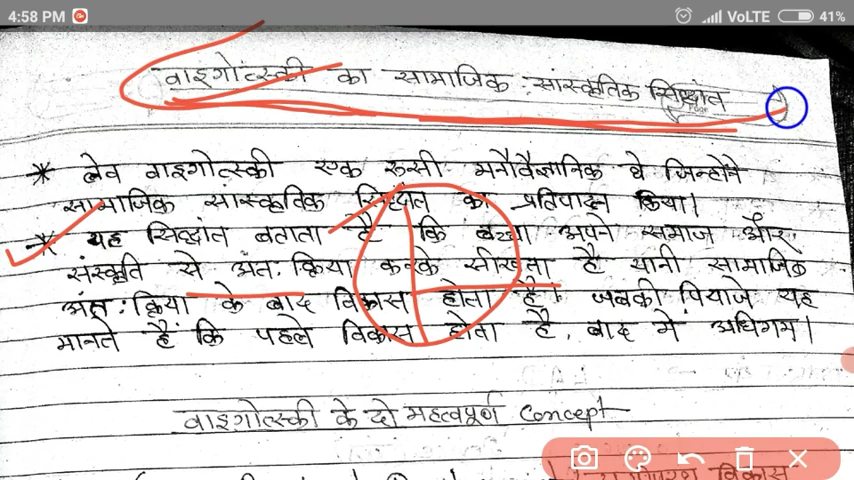 4:58 PM VoLTE 41%
वाइगोत्स्की का सामाजिक सांस्कृतिक सिद्धांत
* लेव वाइगोत्स्की एक रूसी मनोवैज्ञानिक थे जिन्होंने
सामाजिक सांस्कृतिक सिद्धांत का प्रतिपादन किया।
* यह सिद्धांत बताता है कि बच्चा अपने समाज और
संस्कृति से अंत:क्रिया करके सीखता है यानी सामाजिक
अंत:क्रिया के बाद विकास होता है। जबकी पियाजे यह
मानते हैं कि पहले विकास होता है, बाद में अधिगम।
वाइगोत्स्की के दो महत्वपूर्ण Concept
विकास